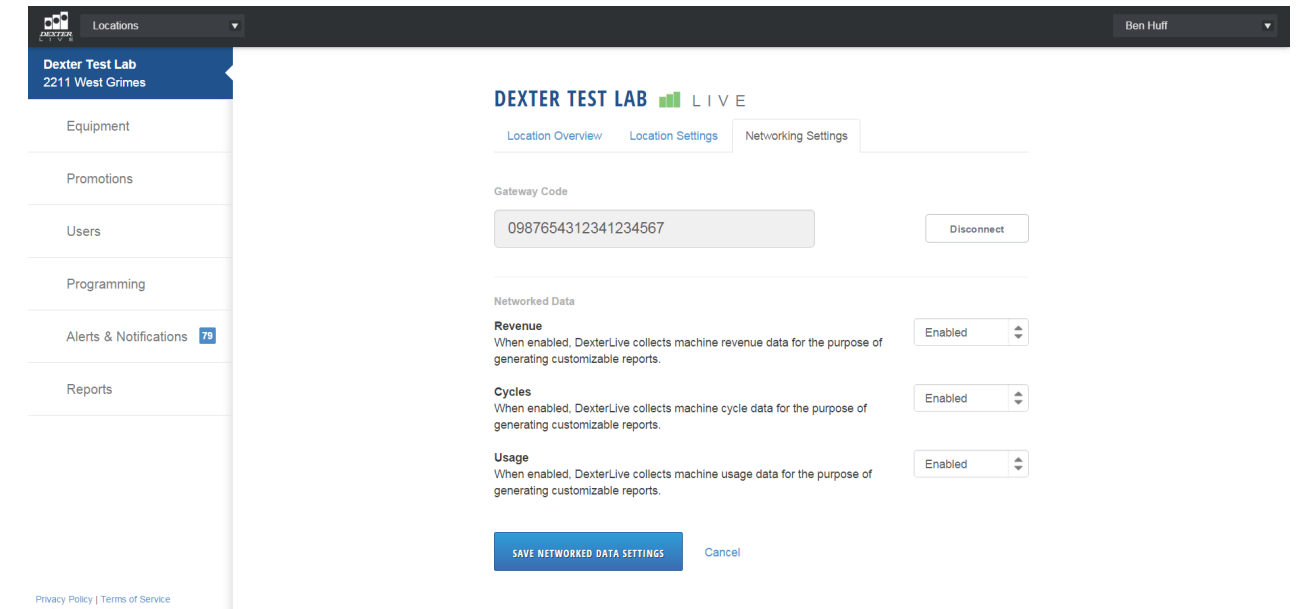 DEXTER
LIVE
Locations
Ben Huff
Dexter Test Lab
2211 West Grimes
Equipment
Promotions
Users
Programming
Alerts & Notifications 79
Reports
Privacy Policy | Terms of Service
DEXTER TEST LAB LIVE
Location Overview Location Settings Networking Settings
Gateway Code
0987654312341234567 Disconnect
Networked Data
Revenue
When enabled, DexterLive collects machine revenue data for the purpose of
generating customizable reports.
Enabled
Cycles
When enabled, DexterLive collects machine cycle data for the purpose of
generating customizable reports.
Enabled
Usage
When enabled, DexterLive collects machine usage data for the purpose of
generating customizable reports.
Enabled
SAVE NETWORKED DATA SETTINGS Cancel